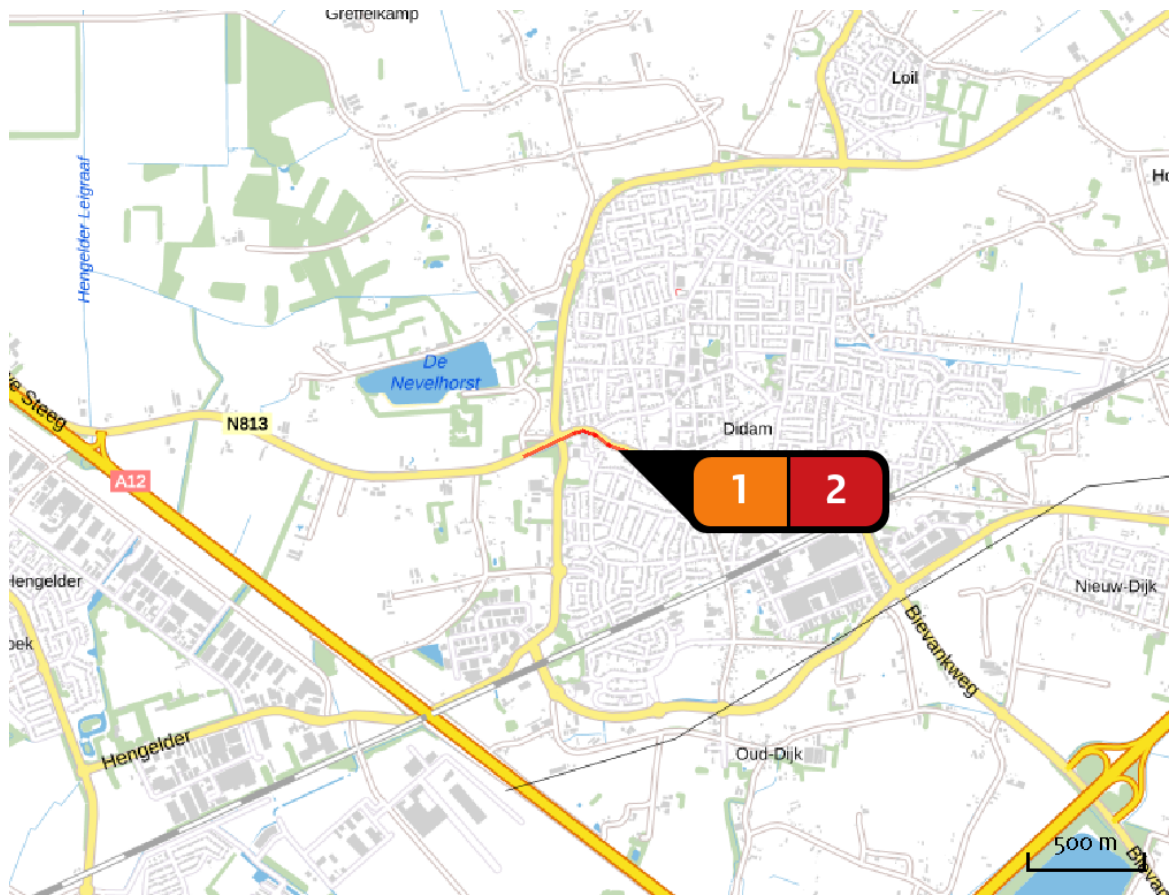 Greffelkamp
Loil
Hengelder Leigraaf
De
Nevelhorst
Steeg
N813
Didam
A12
1
2
Hengelder
Nieuw-Dijk
Bievankweg
Hengelder
Oud-Dijk
500 m